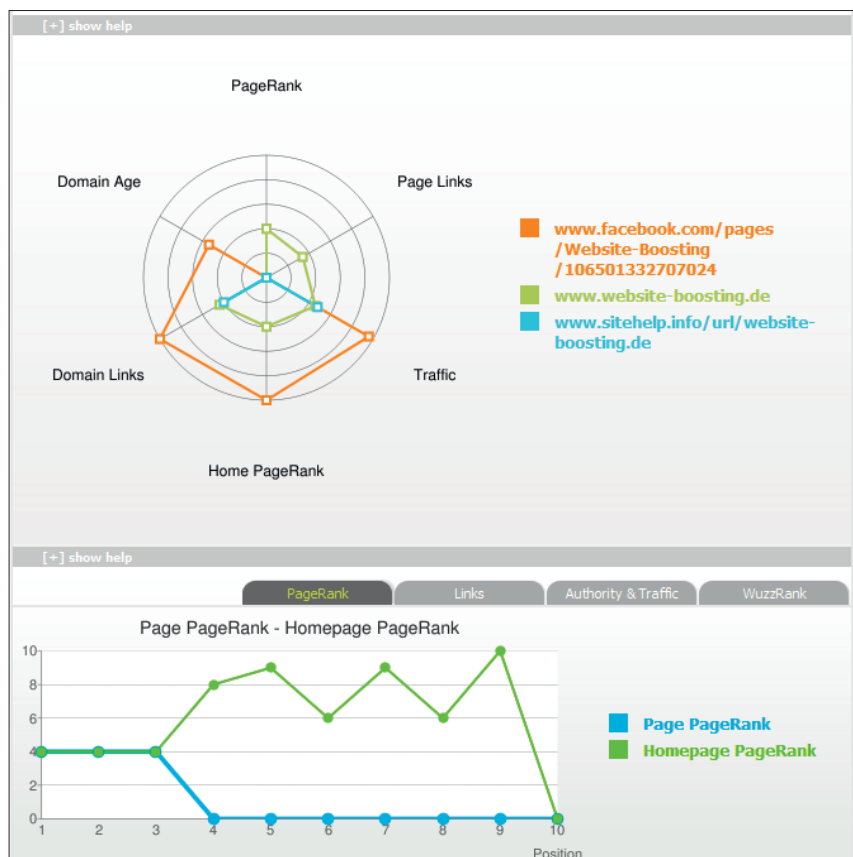 [+] show help
PageRank
Domain Age
Page Links
www.facebook.com/pages
/Website-Boosting
/106501332707024
www.website-boosting.de
www.sitehelp.info/url/website-
boosting.de
Domain Links
Traffic
Home PageRank
[+] show help
PageRank Links Authority & Traffic WuzzRank
Page PageRank - Homepage PageRank
10
8
6
4
2
0
Page PageRank
Homepage PageRank
1 2 3 4 5 6 7 8 9 10
Position